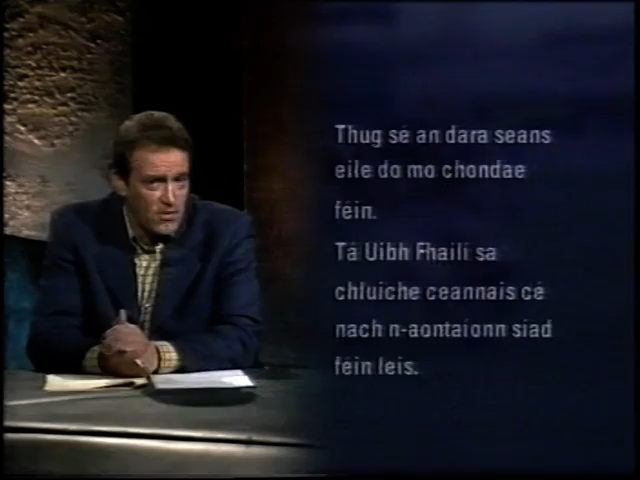 Thug sé an dara seans
eile do mo chondae
féin.
Tá Uibh Fhailí sa
chluiche ceannais cé
nach n-aontaíonn siad
féin leis.